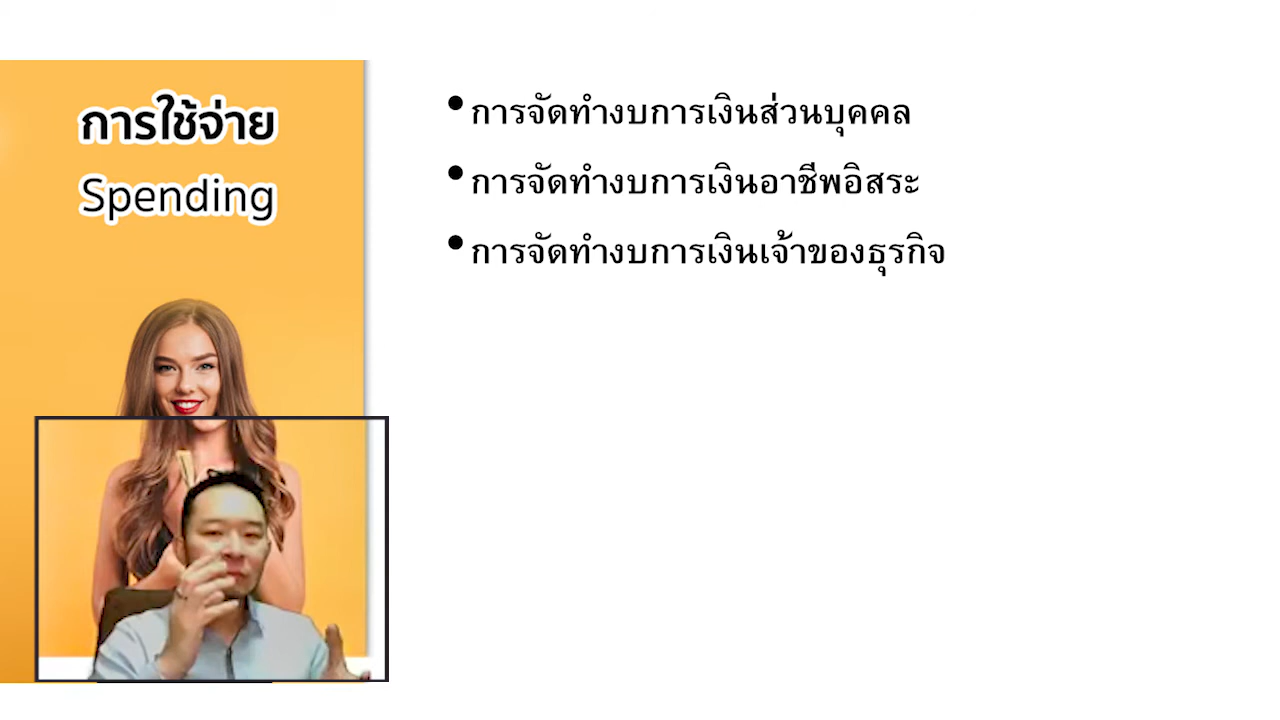 การใช้จ่าย
Spending
•การจัดทำงบการเงินส่วนบุคคล
•การจัดทำงบการเงินอาชีพอิสระ
•การจัดทำงบการเงินเจ้าของธุรกิจ